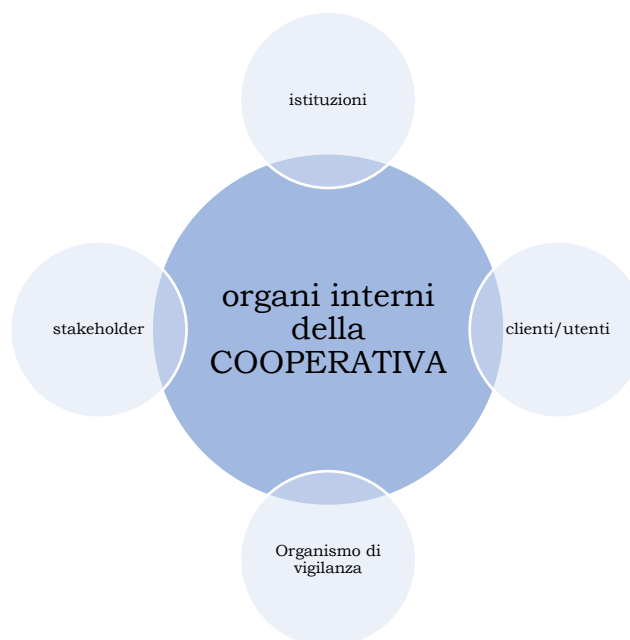 istituzioni
organi interni
della
COOPERATIVA
stakeholder
clienti/utenti
Organismo di
vigilanza